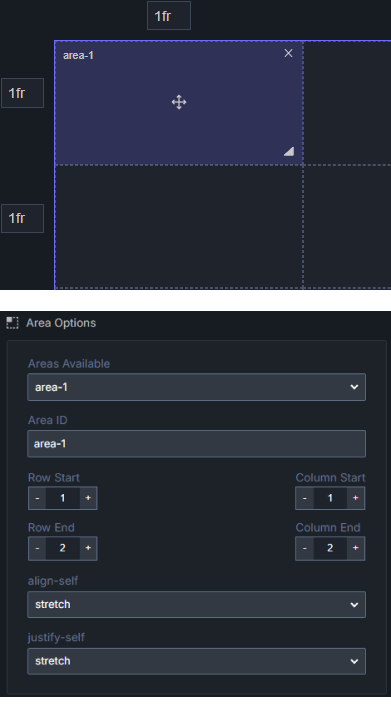 1fr
area-1
1fr
1fr
Area Options
Areas Available
area-1
Area ID
area-1
Row Start Column Start
- 1 + - 1 +
Row End Column End
- 2 + - 2 +
align-self
stretch
justify-self
stretch